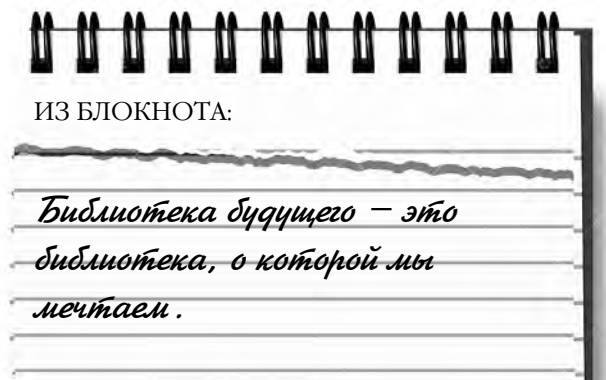 ИЗ БЛОКНОТА:
Библиотека будущего – это
библиотека, о которой мы
мечтаем.